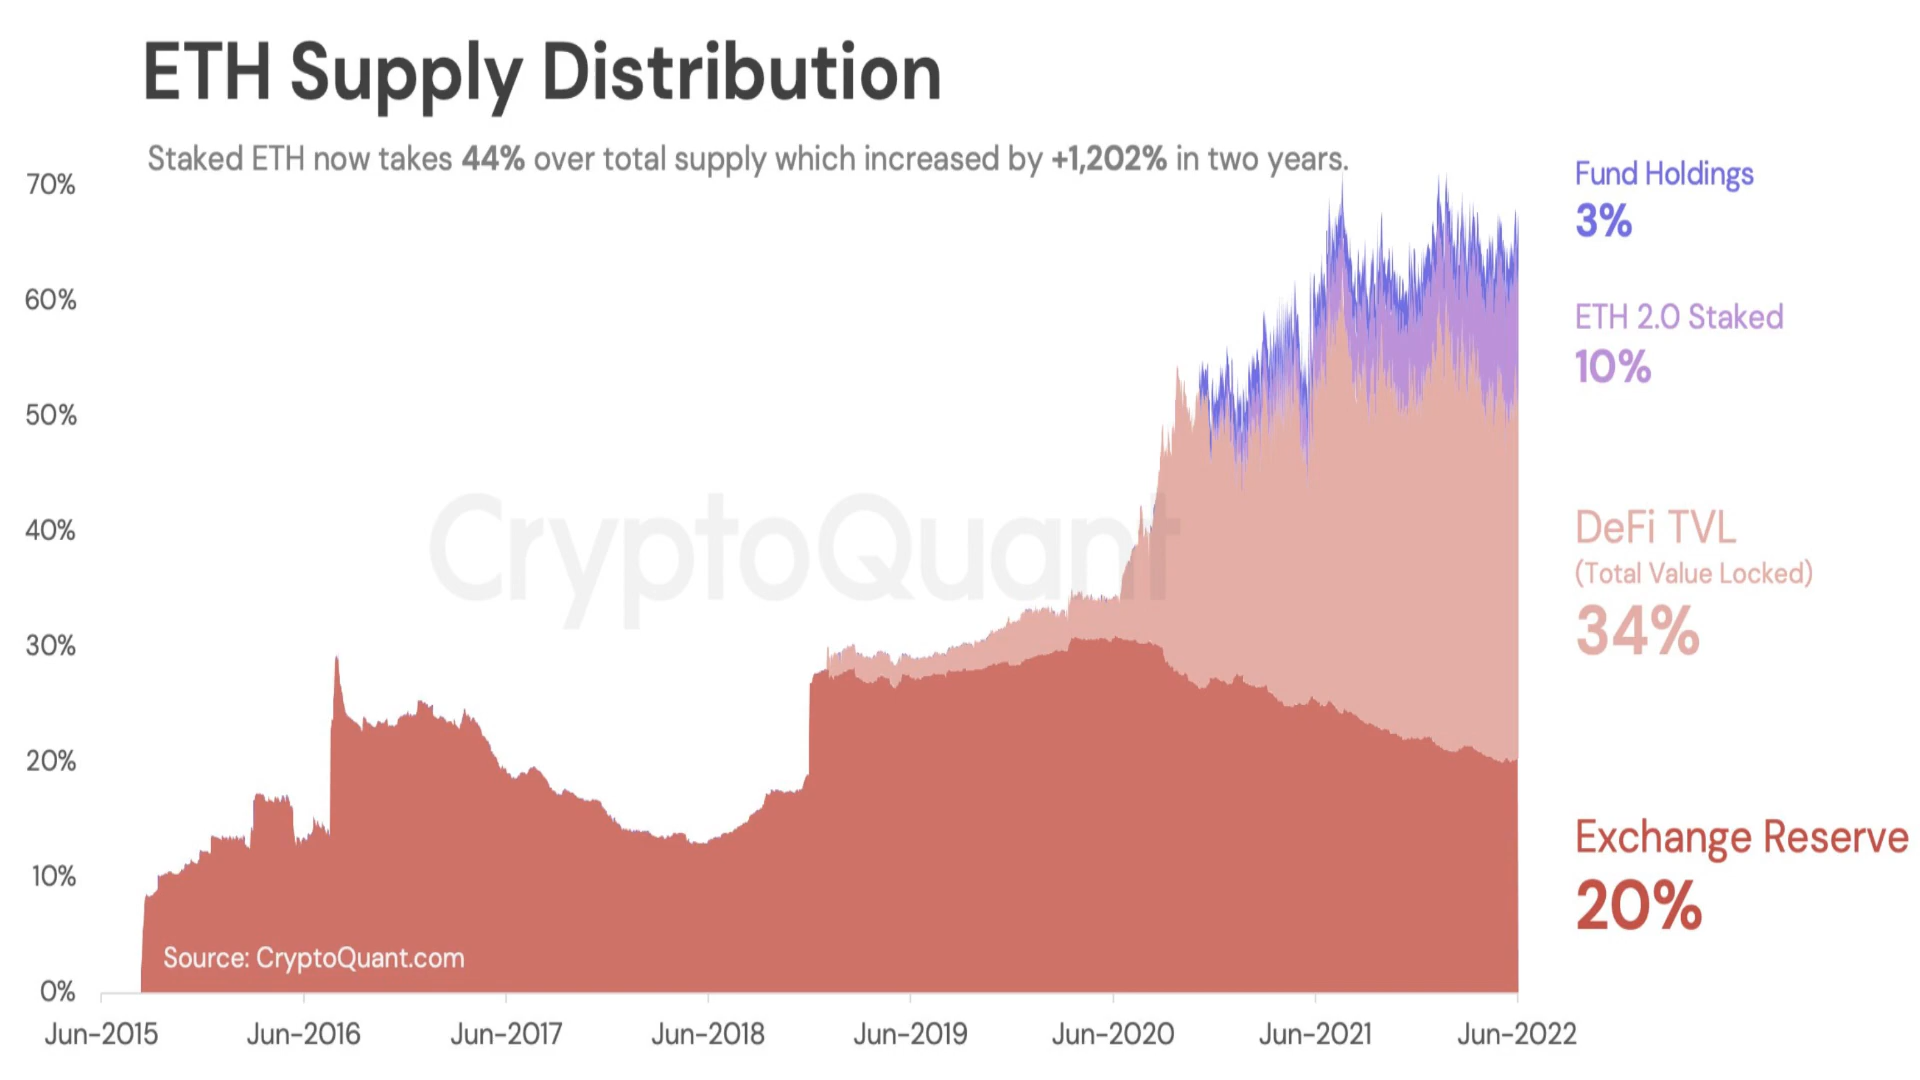 ETH Supply Distribution
Staked ETH now takes 44% over total supply which increased by +1,202% in two years.
70%
60%
50%
40%
30%
20%
10%
0%
Fund Holdings
3%
ETH 2.0 Staked
10%
DeFi TVL
(Total Value Locked)
34%
Exchange Reserve
20%
CryptoQuant
Source: CryptoQuant.com
Jun-2015 Jun-2016 Jun-2017 Jun-2018 Jun-2019 Jun-2020 Jun-2021 Jun-2022